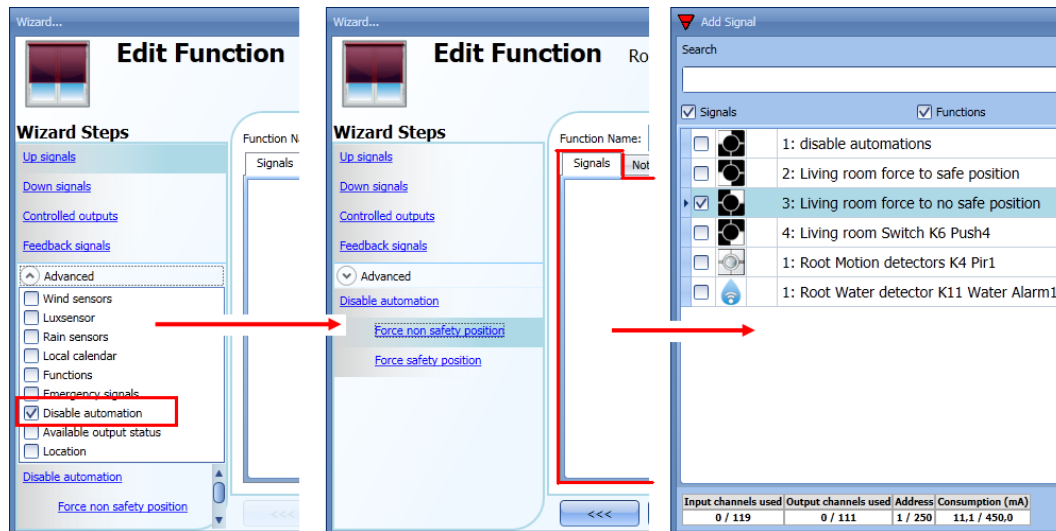 Wizard...
Edit Function
Wizard Steps
Up signals
Down signals
Controlled outputs
Feedback signals
Advanced
Wind sensors
Luxsensor
Rain sensors
Local calendar
Functions
Emergency signals
Disable automation
Available output status
Location
Disable automation
Force non safety position
Function N
Signals
<<<
Wizard...
Edit Function Ro
Wizard Steps
Up signals
Down signals
Controlled outputs
Feedback signals
Advanced
Disable automation
Force non safety position
Force safety position
Function Name:
Signals Not
<<<
Add Signal
Search
Signals Functions
1: disable automations
2: Living room force to safe position
3: Living room force to no safe position
4: Living room Switch K6 Push4
1: Root Motion detectors K4 Pir1
1: Root Water detector K11 Water Alarm1
Input channels used Output channels used Address Consumption (mA)
0 / 119 0 / 111 1 / 250 11,1 / 450,0